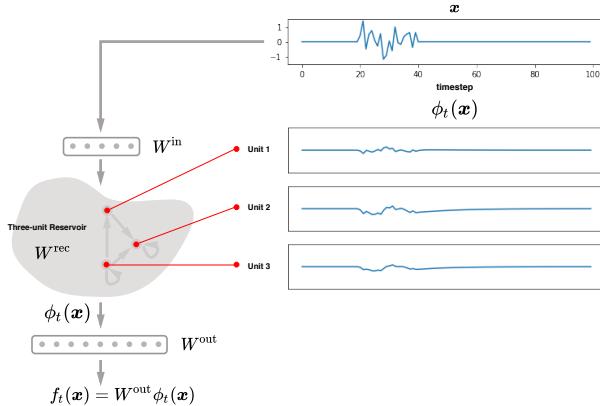 x
1
0
−1
0 20 40 60 80 100
timestep
ϕₜ(x)
Wⁱⁿ
Unit 1
Unit 2
Three-unit Reservoir
Wʳᵉᶜ
Unit 3
ϕₜ(x)
Wᵒᵘᵗ
fₜ(x) = Wᵒᵘᵗϕₜ(x)